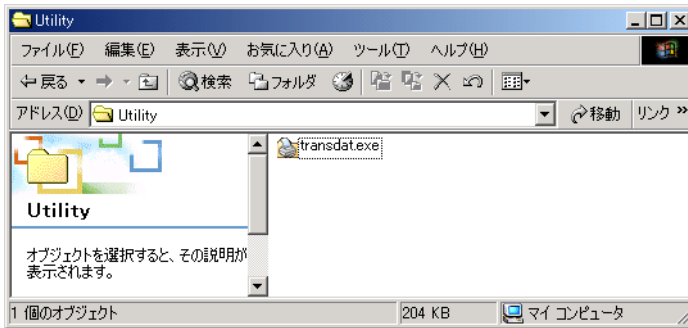 Utility
ファイル(F) 編集(E) 表示(V) お気に入り(A) ツール(T) ヘルプ(H)
戻る 検索 フォルダ
アドレス(D) Utility 移動 リンク »
transdat.exe
Utility
オブジェクトを選択すると、その説明が
表示されます。
1 個のオブジェクト 204 KB マイ コンピュータ